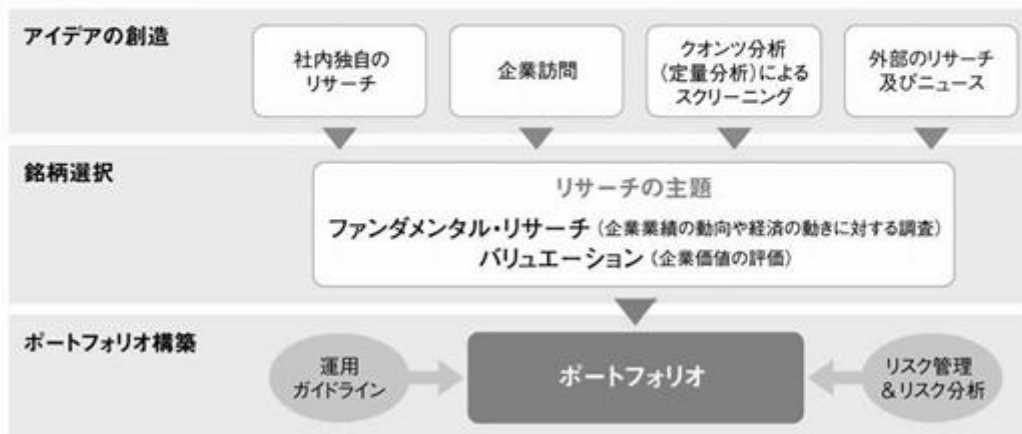 アイデアの創造
社内独自の
リサーチ
企業訪問
クオンツ分析
(定量分析)による
スクリーニング
外部のリサーチ
及びニュース
銘柄選択
リサーチの主題
ファンダメンタル・リサーチ (企業業績の動向や経済の動きに対する調査)
バリュエーション (企業価値の評価)
ポートフォリオ構築
運用
ガイドライン
ポートフォリオ
リスク管理
&リスク分析